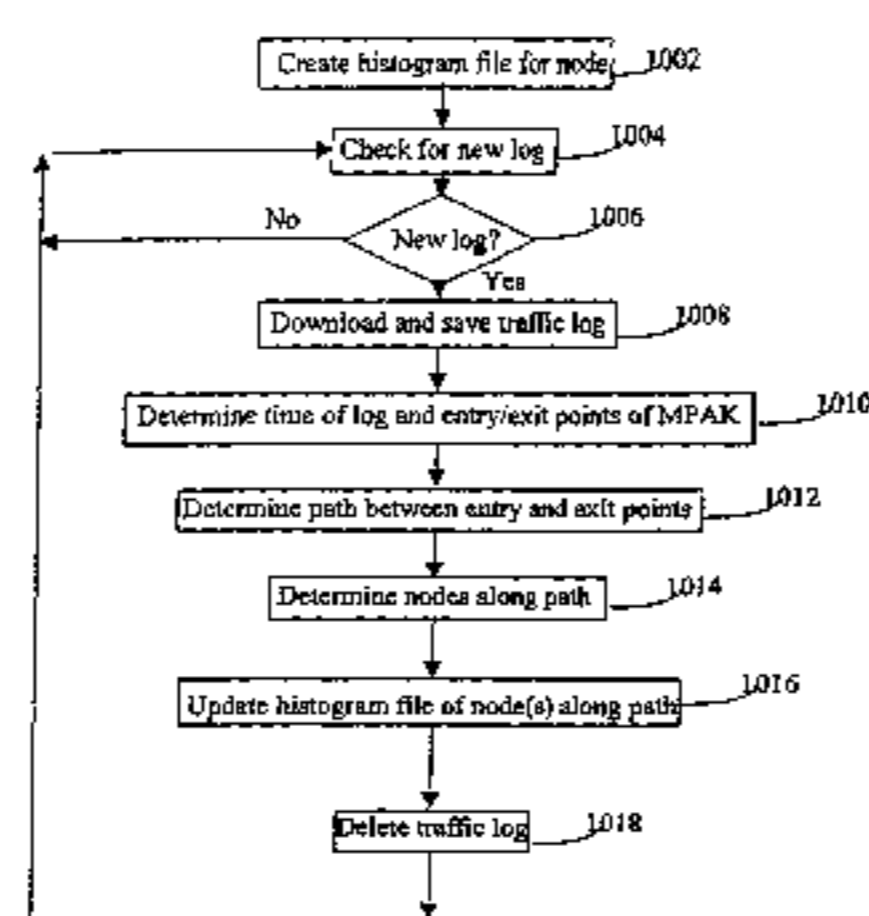 Create histogram file for node 1002
Check for new log 1004
No
New log? 1006
Yes
Download and save traffic log 1008
Determine time of log and entry/exit points of MPAK 1010
Determine path between entry and exit points 1012
Determine nodes along path 1014
Update histogram file of node(s) along path 1016
Delete traffic log 1018